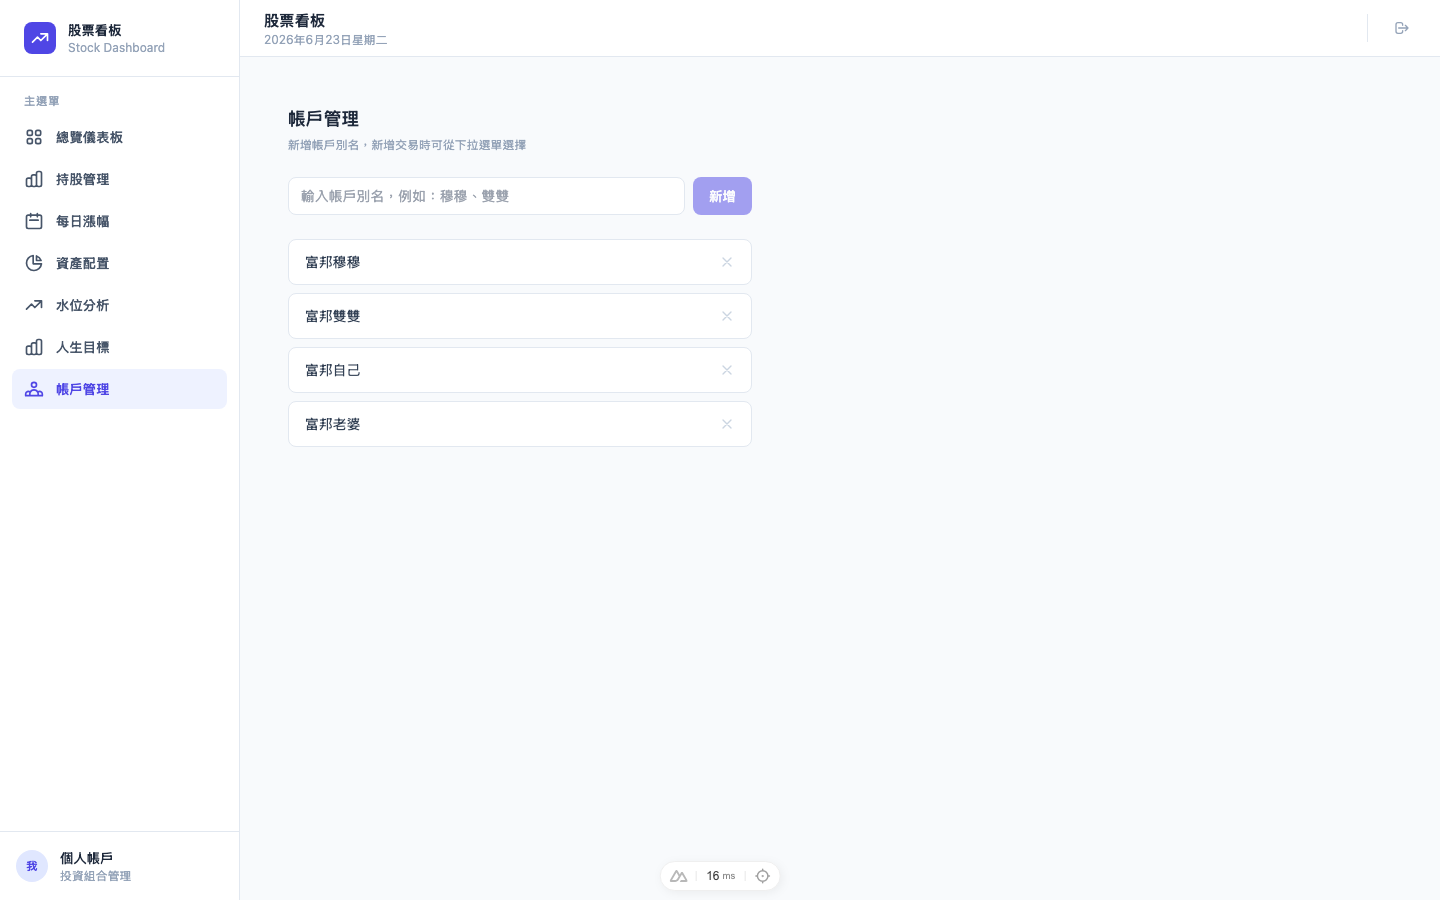 股票看板
Stock Dashboard
主選單
總覽儀表板
持股管理
每日漲幅
資產配置
水位分析
人生目標
帳戶管理
我
個人帳戶
投資組合管理
股票看板
2026年6月23日星期二
帳戶管理
新增帳戶別名，新增交易時可從下拉選單選擇
輸入帳戶別名，例如：穆穆、雙雙
新增
富邦穆穆
富邦雙雙
富邦自己
富邦老婆
16 ms